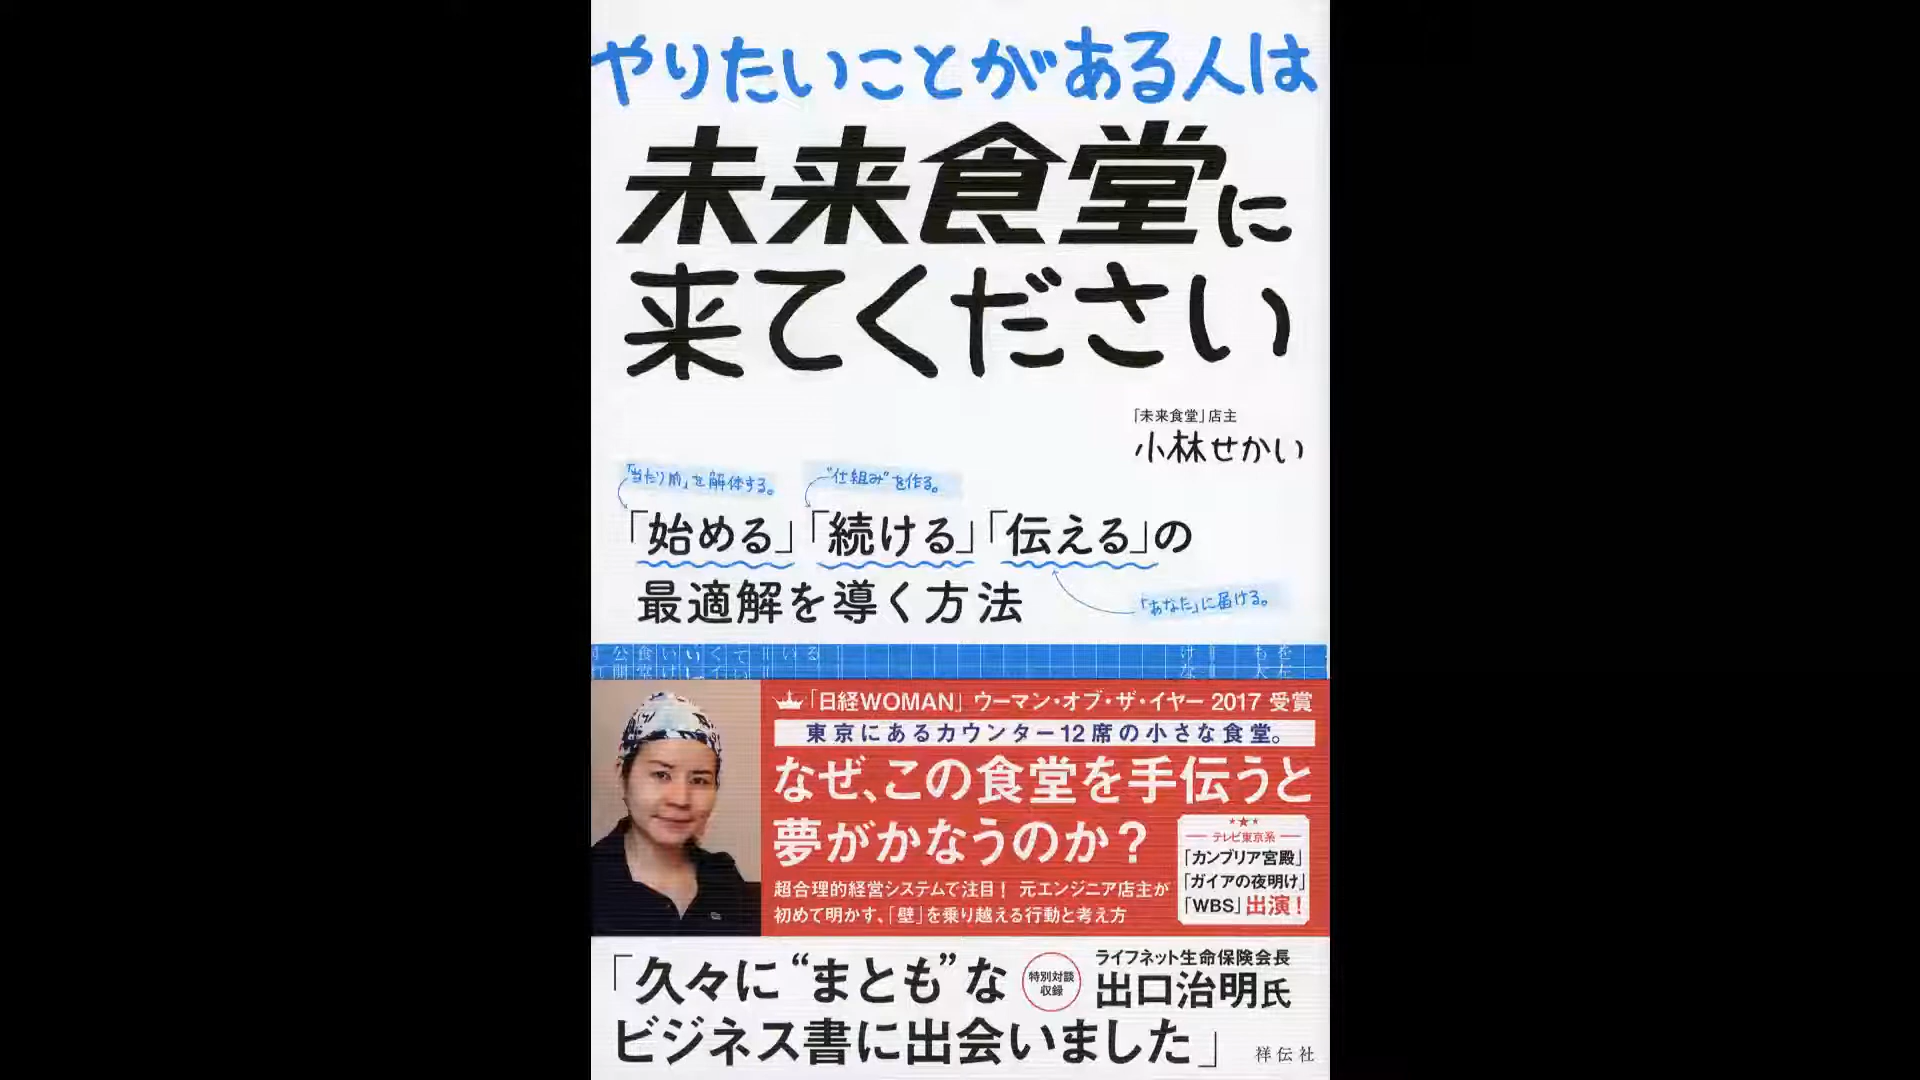 やりたいことがある人は
未来食堂に
来てください
「未来食堂」店主
小林せかい
「当たり前」を解体する。
"仕組み"を作る。
「始める」「続ける」「伝える」の
最適解を導く方法
「あなた」に届ける。
「日経WOMAN」ウーマン・オブ・ザ・イヤー 2017 受賞
東京にあるカウンター12席の小さな食堂。
なぜ、この食堂を手伝うと
夢がかなうのか？
超合理的経営システムで注目！ 元エンジニア店主が
初めて明かす、「壁」を乗り越える行動と考え方
テレビ東京系
「カンブリア宮殿」
「ガイアの夜明け」
「WBS」出演！
「久々に“まとも”な
ビジネス書に出会いました」
特別対談
収録
ライフネット生命保険会長
出口治明氏
祥伝社